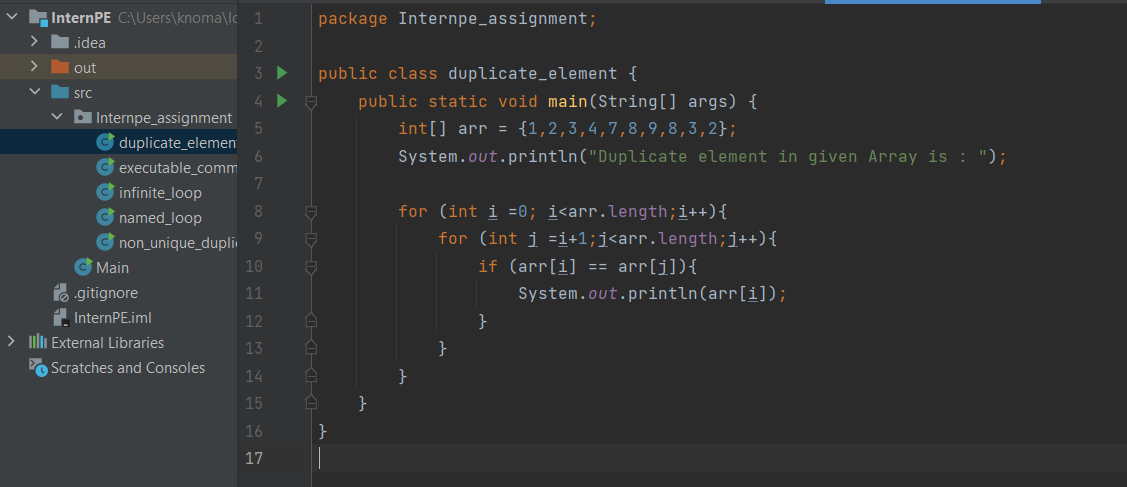 InternPE C:\Users\knoma\Ic
.idea
out
src
Internpe_assignment
duplicate_elemen
executable_comm
infinite_loop
named_loop
non_unique_duplic
Main
.gitignore
InternPE.iml
External Libraries
Scratches and Consoles
1 package Internpe_assignment;
2
3 public class duplicate_element {
4 public static void main(String[] args) {
5 int[] arr = {1,2,3,4,7,8,9,8,3,2};
6 System.out.println("Duplicate element in given Array is : ");
7
8 for (int i =0; i<arr.length;i++){
9 for (int j =i+1;j<arr.length;j++){
10 if (arr[i] == arr[j]){
11 System.out.println(arr[i]);
12 }
13 }
14 }
15 }
16 }
17